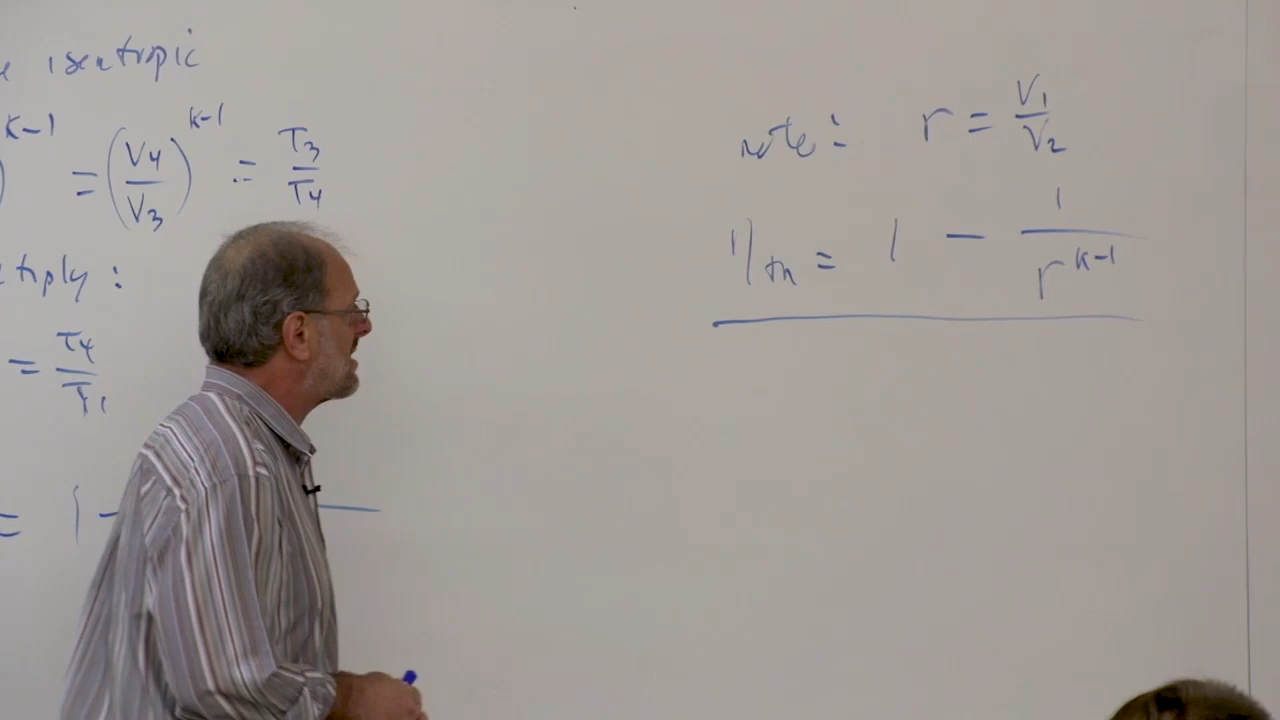 isentropic
)^{k-1} = (V4/V3)^{k-1} = T3/T4
tiply :
= T4/T1
= 1 -
note: r = V1/V2
ηth = 1 - 1/r^{k-1}